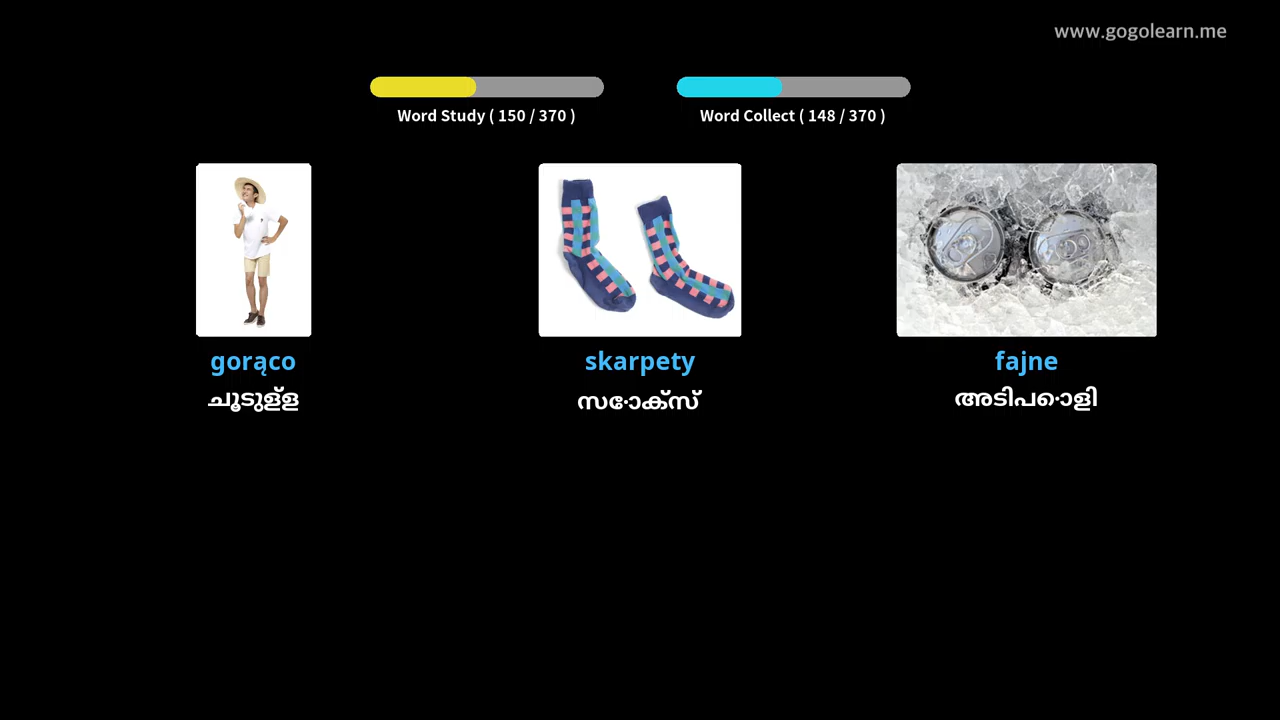 www.gogolearn.me
Word Study ( 150 / 370 )
Word Collect ( 148 / 370 )
gorąco
skarpety
fajne
ചൂടുള്ള
സോക്സ്
അടിപൊളി